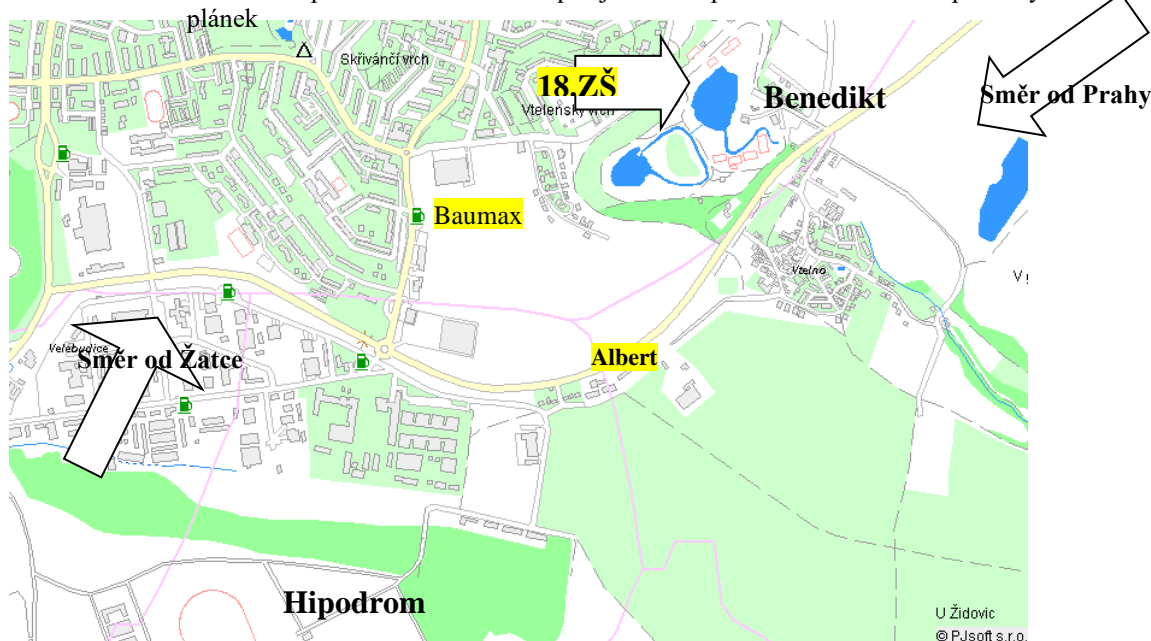 plánek
Skřivánčí vrch
18.ZŠ
Vtelenský vrch
Benedikt
Směr od Prahy
Baumax
Vtelno
V
Velebudice
Směr od Žatce
Albert
Hipodrom
U Židovic
© PJsoft s.r.o.